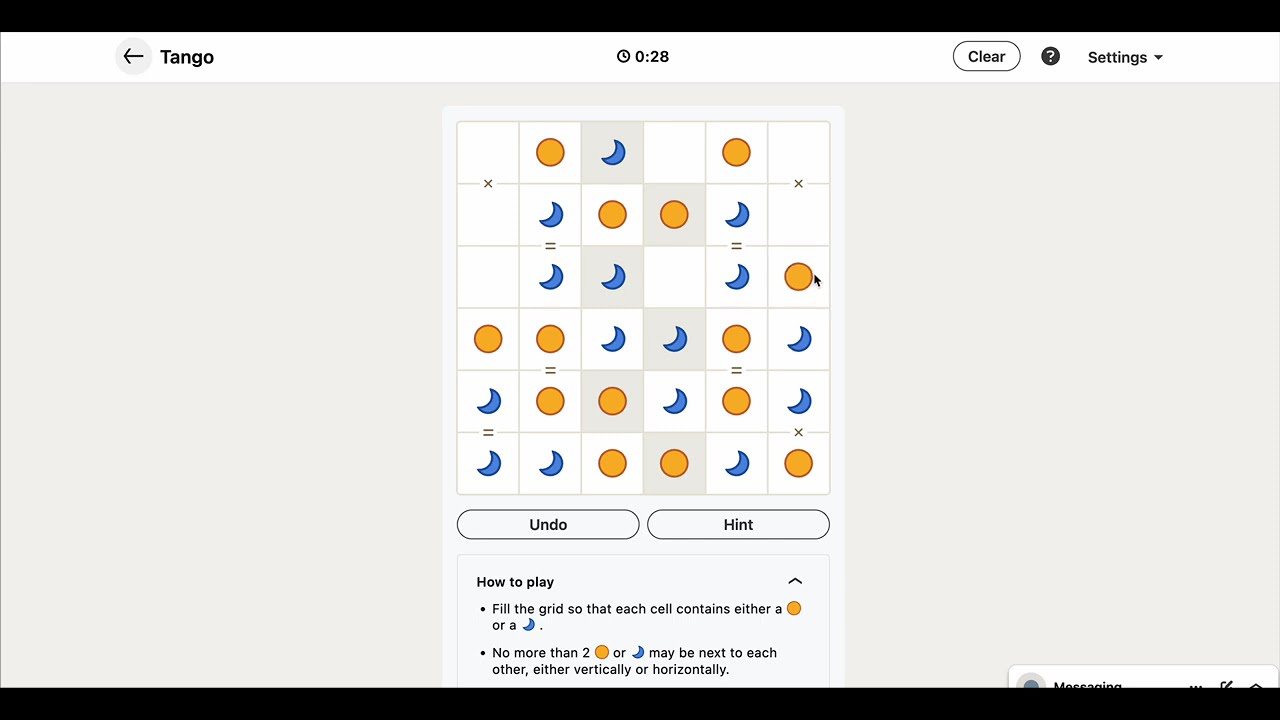 Tango
0:28
Clear
?
Settings
× ×
= =
= =
= ×
Undo
Hint
How to play
• Fill the grid so that each cell contains either a
or a .
• No more than 2 or may be next to each
other, either vertically or horizontally.
Messaging